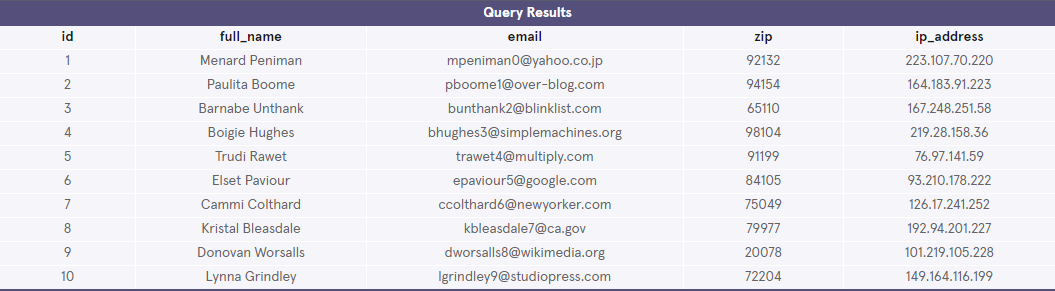 Query Results
id full_name email zip ip_address
1 Menard Peniman mpeniman0@yahoo.co.jp 92132 223.107.70.220
2 Paulita Boome pboome1@over-blog.com 94154 164.183.91.223
3 Barnabe Unthank bunthank2@blinklist.com 65110 167.248.251.58
4 Boigie Hughes bhughes3@simplemachines.org 98104 219.28.158.36
5 Trudi Rawet trawet4@multiply.com 91199 76.97.141.59
6 Elset Paviour epaviour5@google.com 84105 93.210.178.222
7 Cammi Colthard ccolthard6@newyorker.com 75049 126.17.241.252
8 Kristal Bleasdale kbleasdale7@ca.gov 79977 192.94.201.227
9 Donovan Worsalls dworsalls8@wikimedia.org 20078 101.219.105.228
10 Lynna Grindley lgrindley9@studiopress.com 72204 149.164.116.199